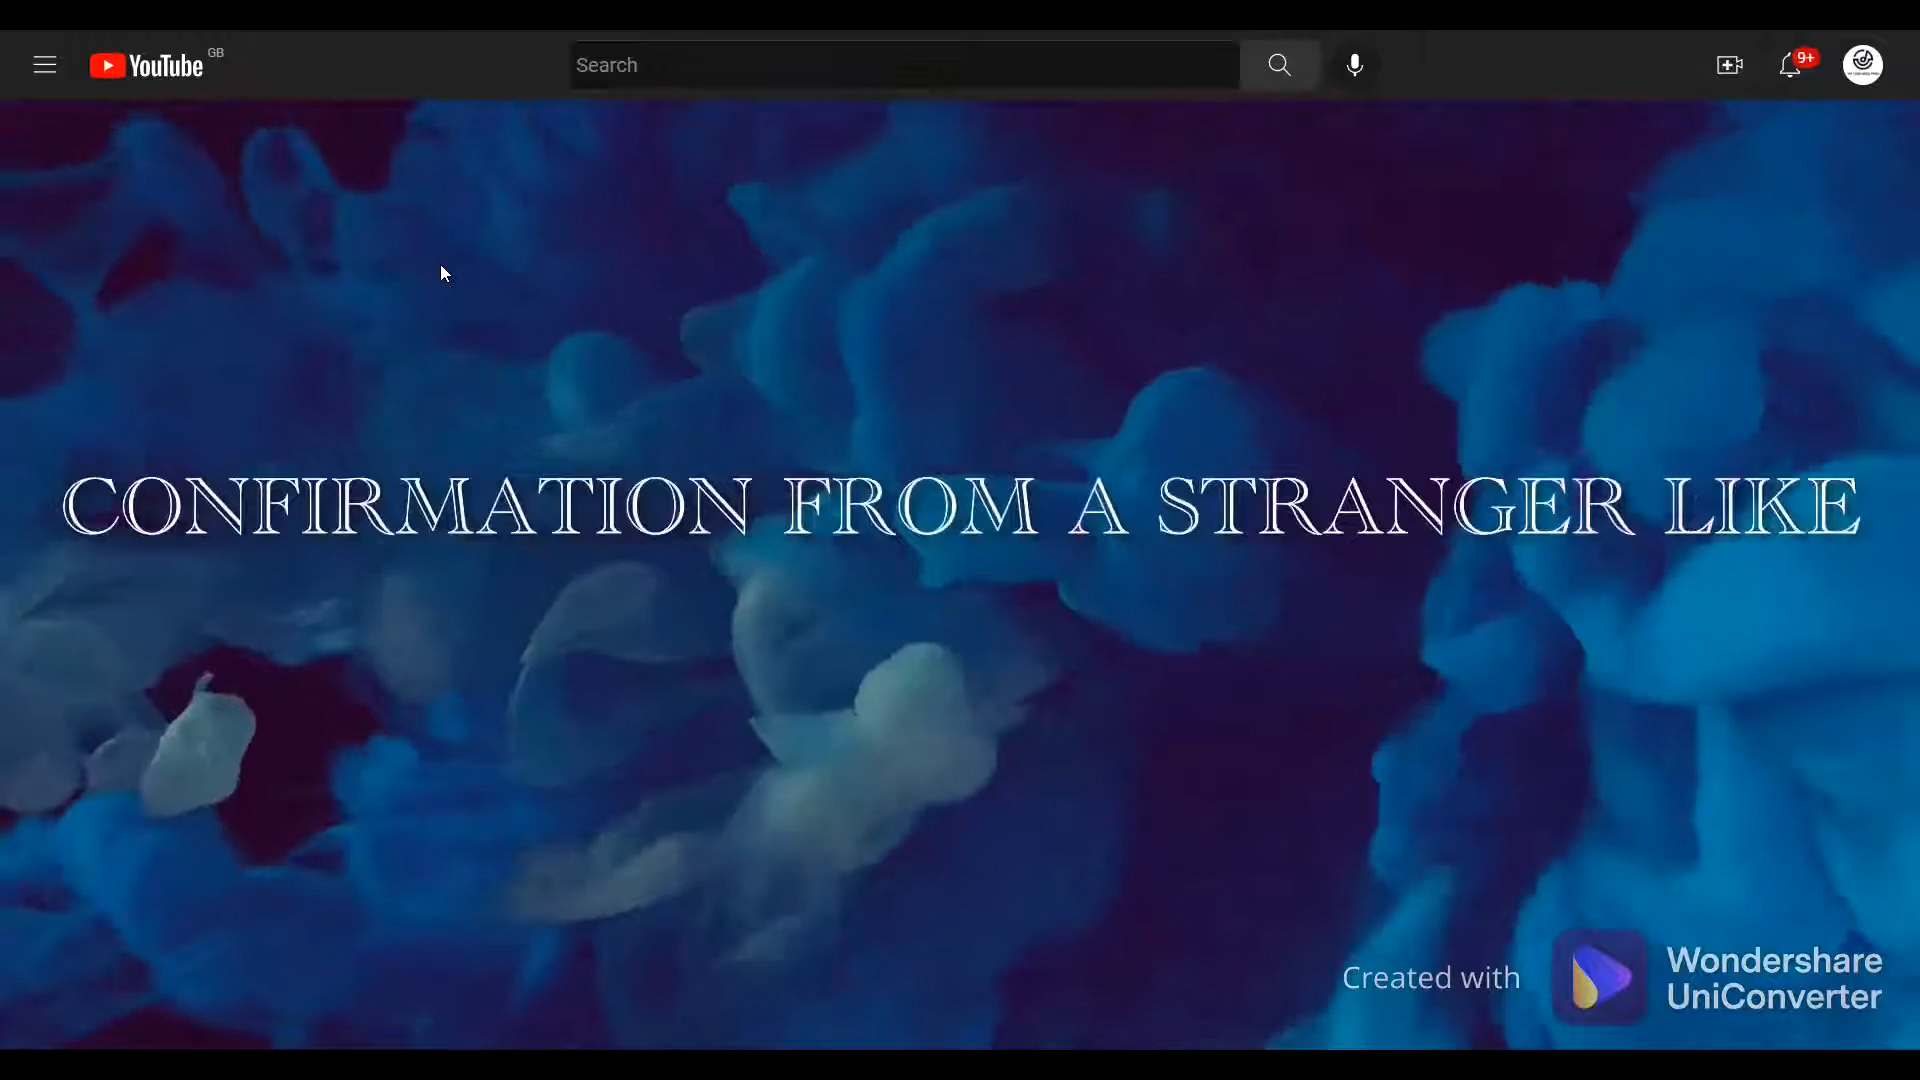 YouTube GB
Search
9+
CONFIRMATION FROM A STRANGER LIKE
Created with
Wondershare
UniConverter